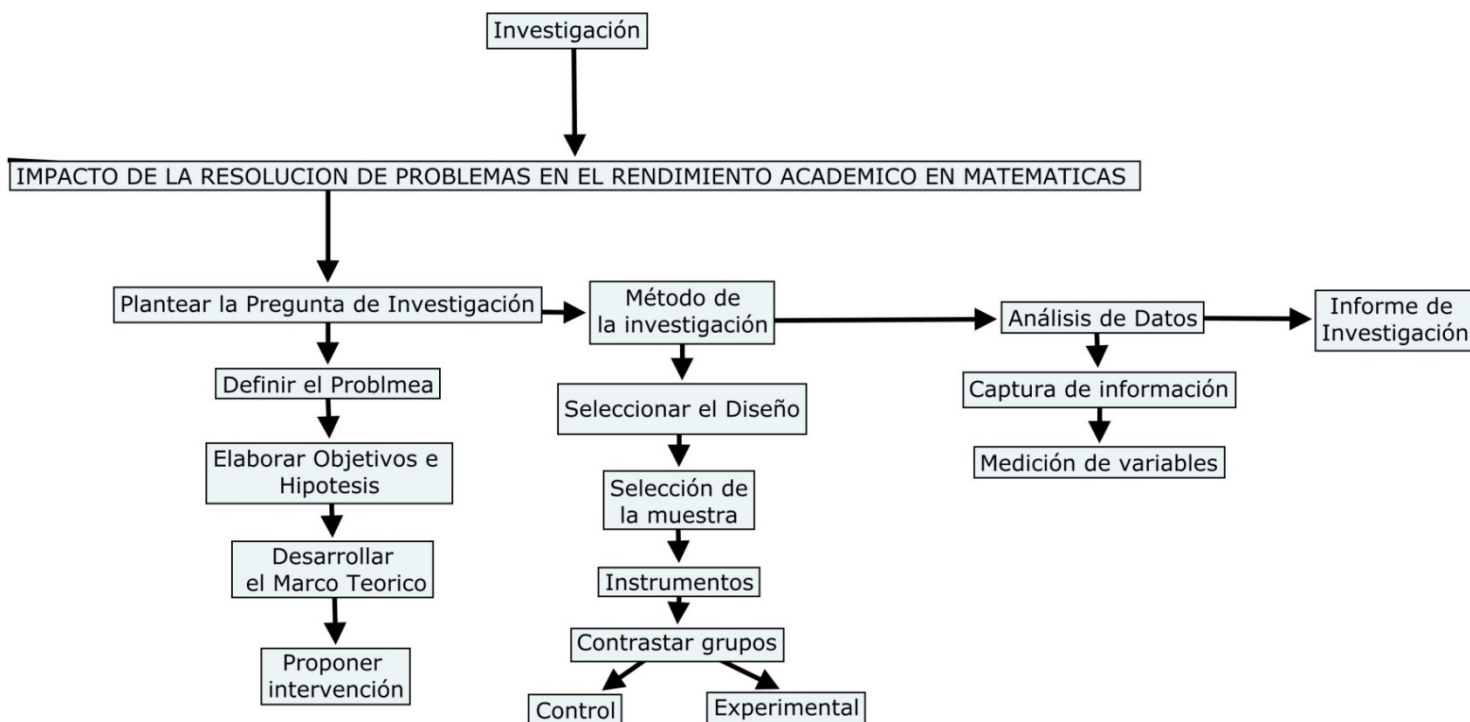 Investigación
IMPACTO DE LA RESOLUCION DE PROBLEMAS EN EL RENDIMIENTO ACADEMICO EN MATEMATICAS
Plantear la Pregunta de Investigación
Definir el Problmea
Elaborar Objetivos e
Hipotesis
Desarrollar
el Marco Teorico
Proponer
intervención
Método de
la investigación
Seleccionar el Diseño
Selección de
la muestra
Instrumentos
Contrastar grupos
Control
Experimental
Análisis de Datos
Captura de información
Medición de variables
Informe de
Investigación